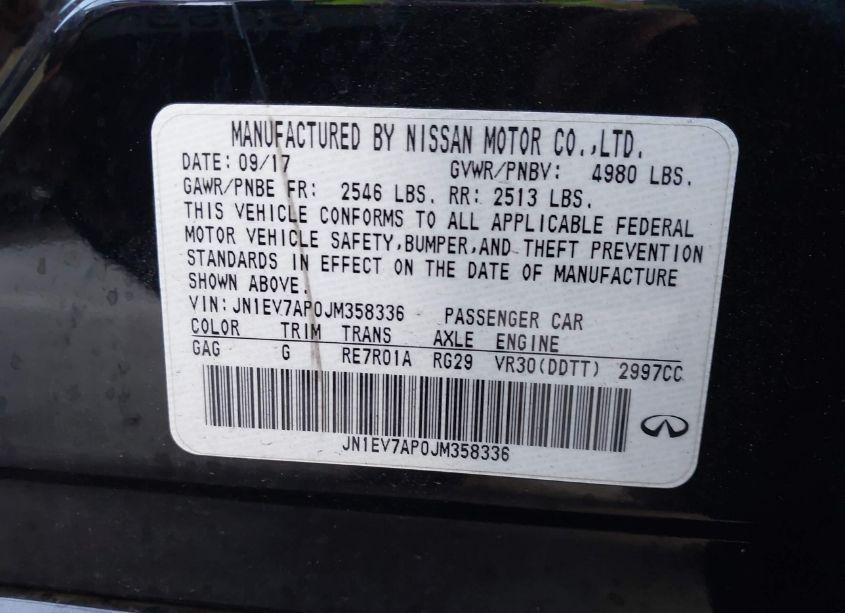 MANUFACTURED BY NISSAN MOTOR CO.,LTD.
DATE: 09/17 GVWR/PNBV: 4980 LBS.
GAWR/PNBE FR: 2546 LBS. RR: 2513 LBS.
THIS VEHICLE CONFORMS TO ALL APPLICABLE FEDERAL
MOTOR VEHICLE SAFETY,BUMPER,AND THEFT PREVENTION
STANDARDS IN EFFECT ON THE DATE OF MANUFACTURE
SHOWN ABOVE.
VIN: JN1EV7AP0JM358336 PASSENGER CAR
COLOR TRIM TRANS AXLE ENGINE
GAG G RE7R01A RG29 VR30(DDTT) 2997CC
JN1EV7AP0JM358336